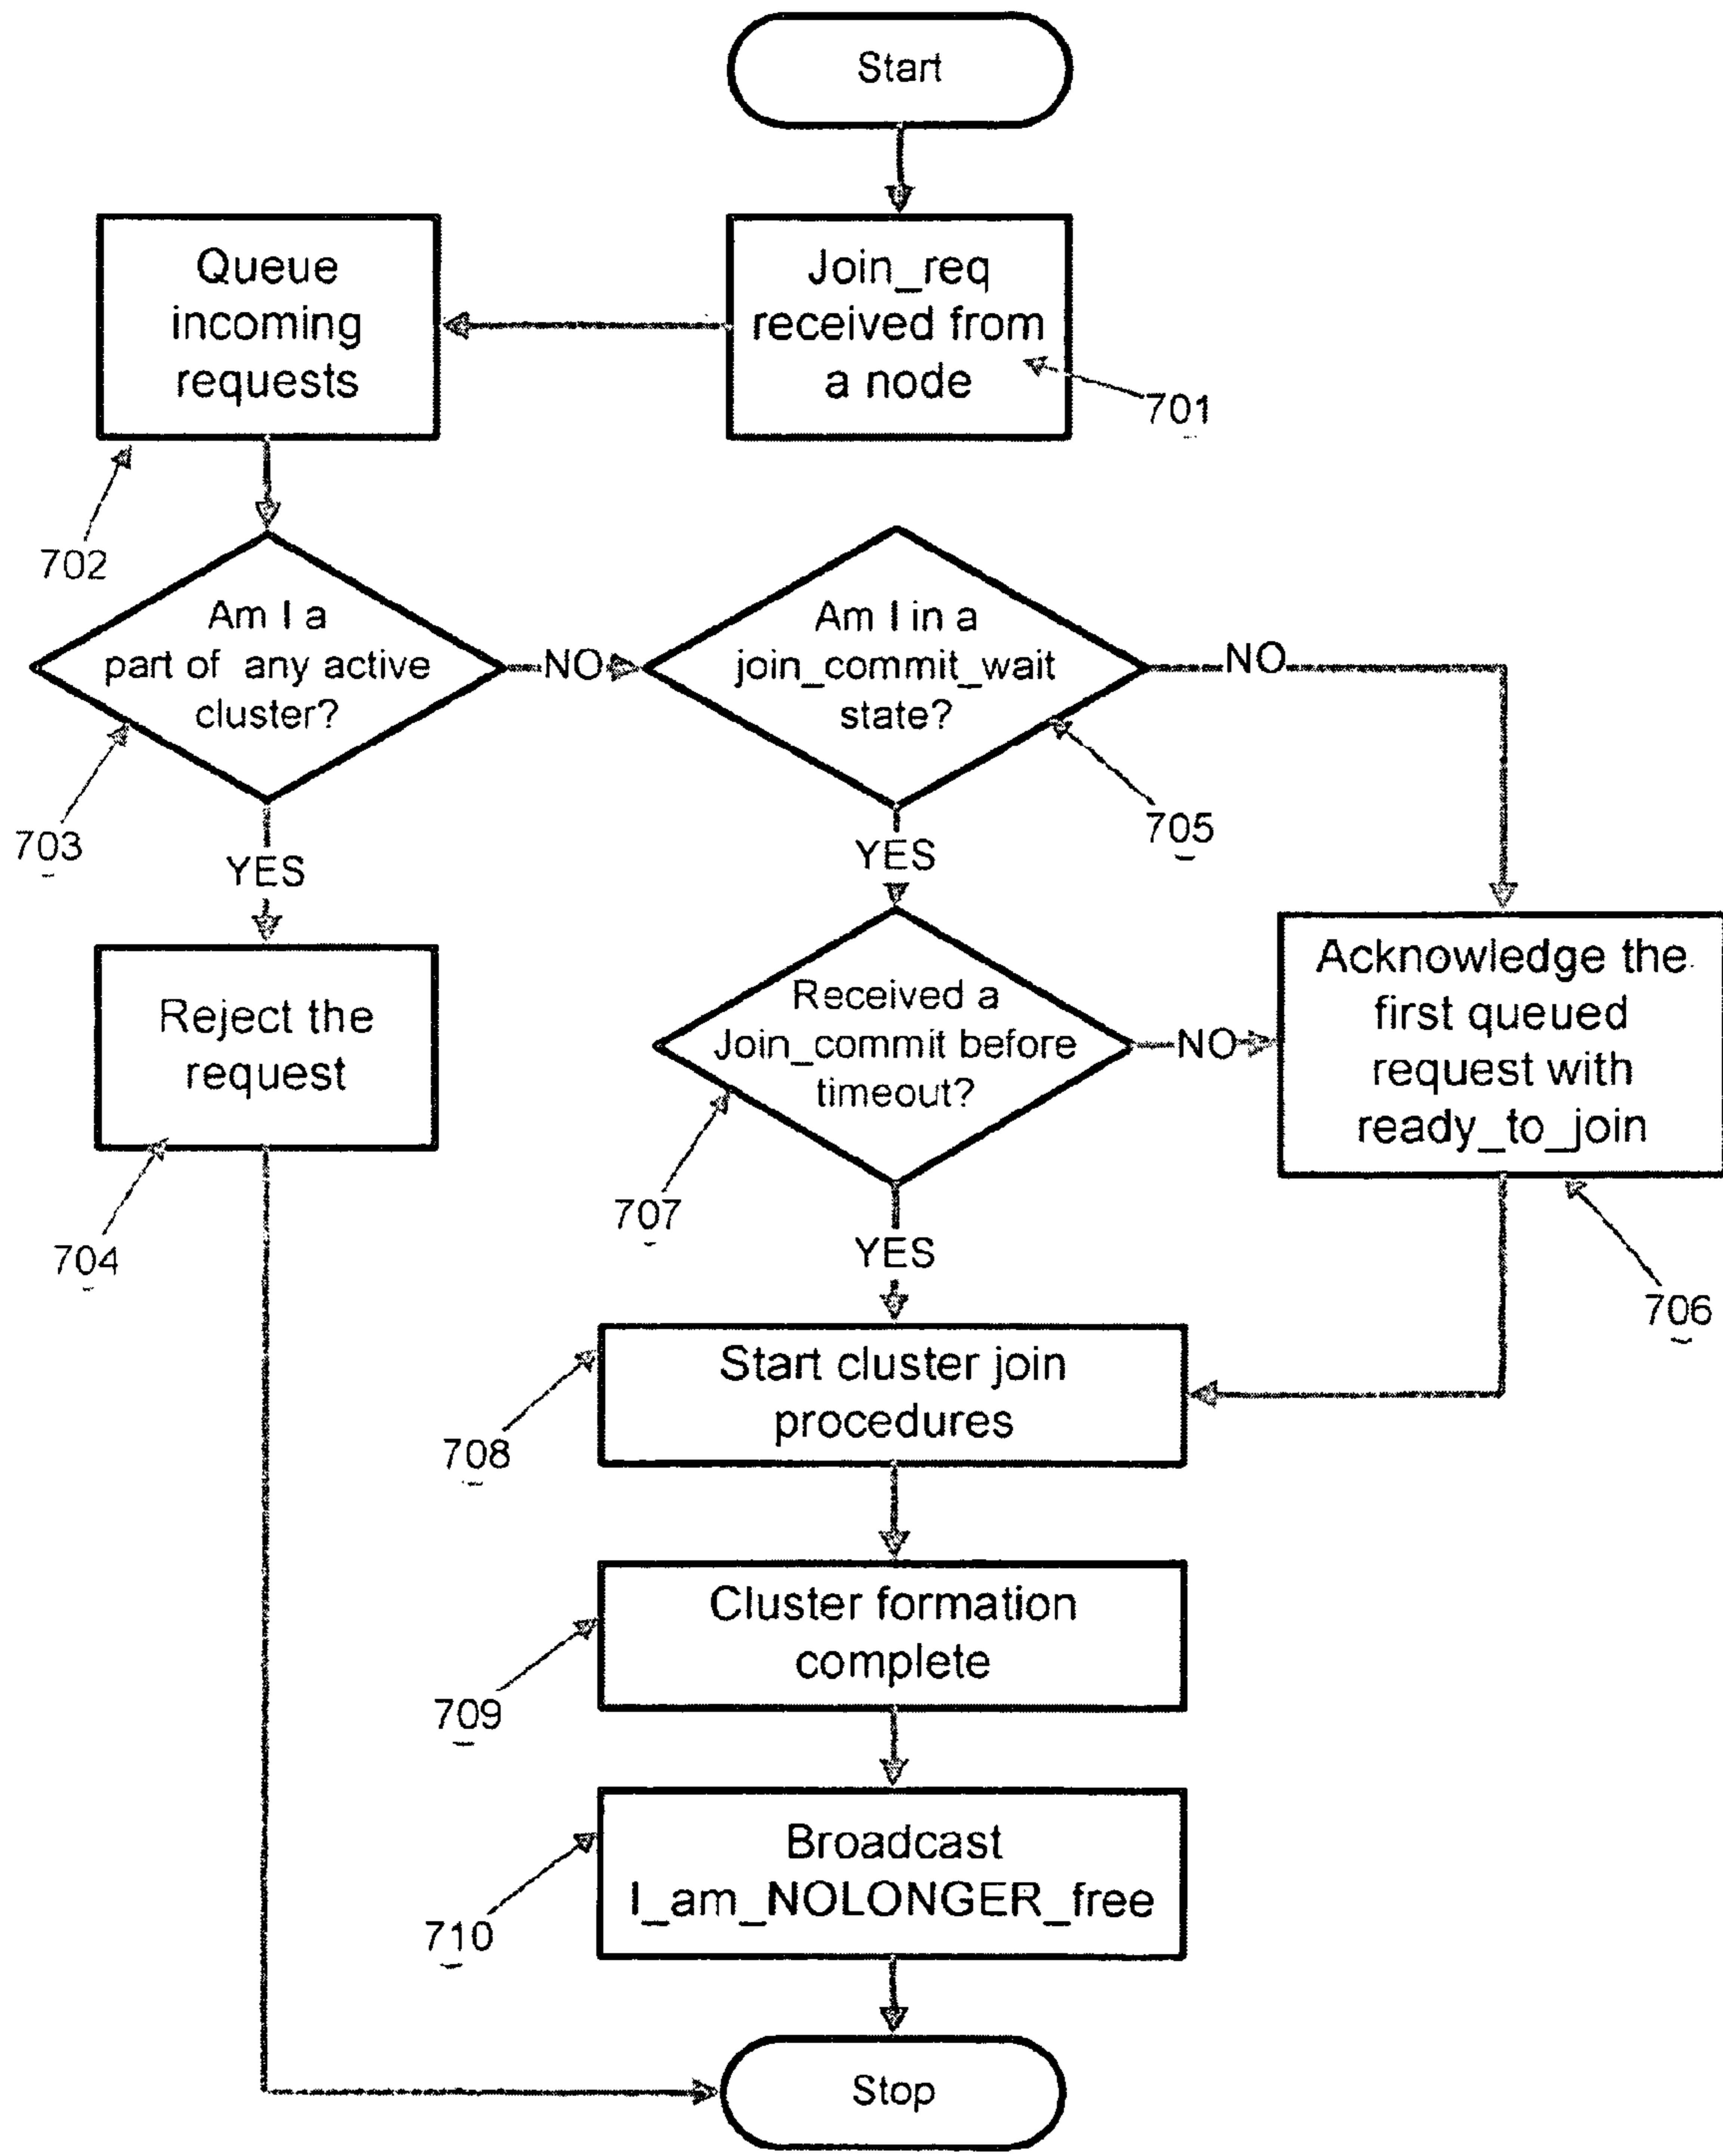 Start
Queue
incoming
requests
Join_req
received from
a node
701
702
Am I a
part of any active
cluster?
NO
Am I in a
join_commit_wait
state?
NO
703
YES
705
YES
Reject the
request
Received a
Join_commit before
timeout?
NO
Acknowledge the
first queued
request with
ready_to_join
704
707
YES
706
Start cluster join
procedures
708
Cluster formation
complete
709
Broadcast
I_am_NOLONGER_free
710
Stop